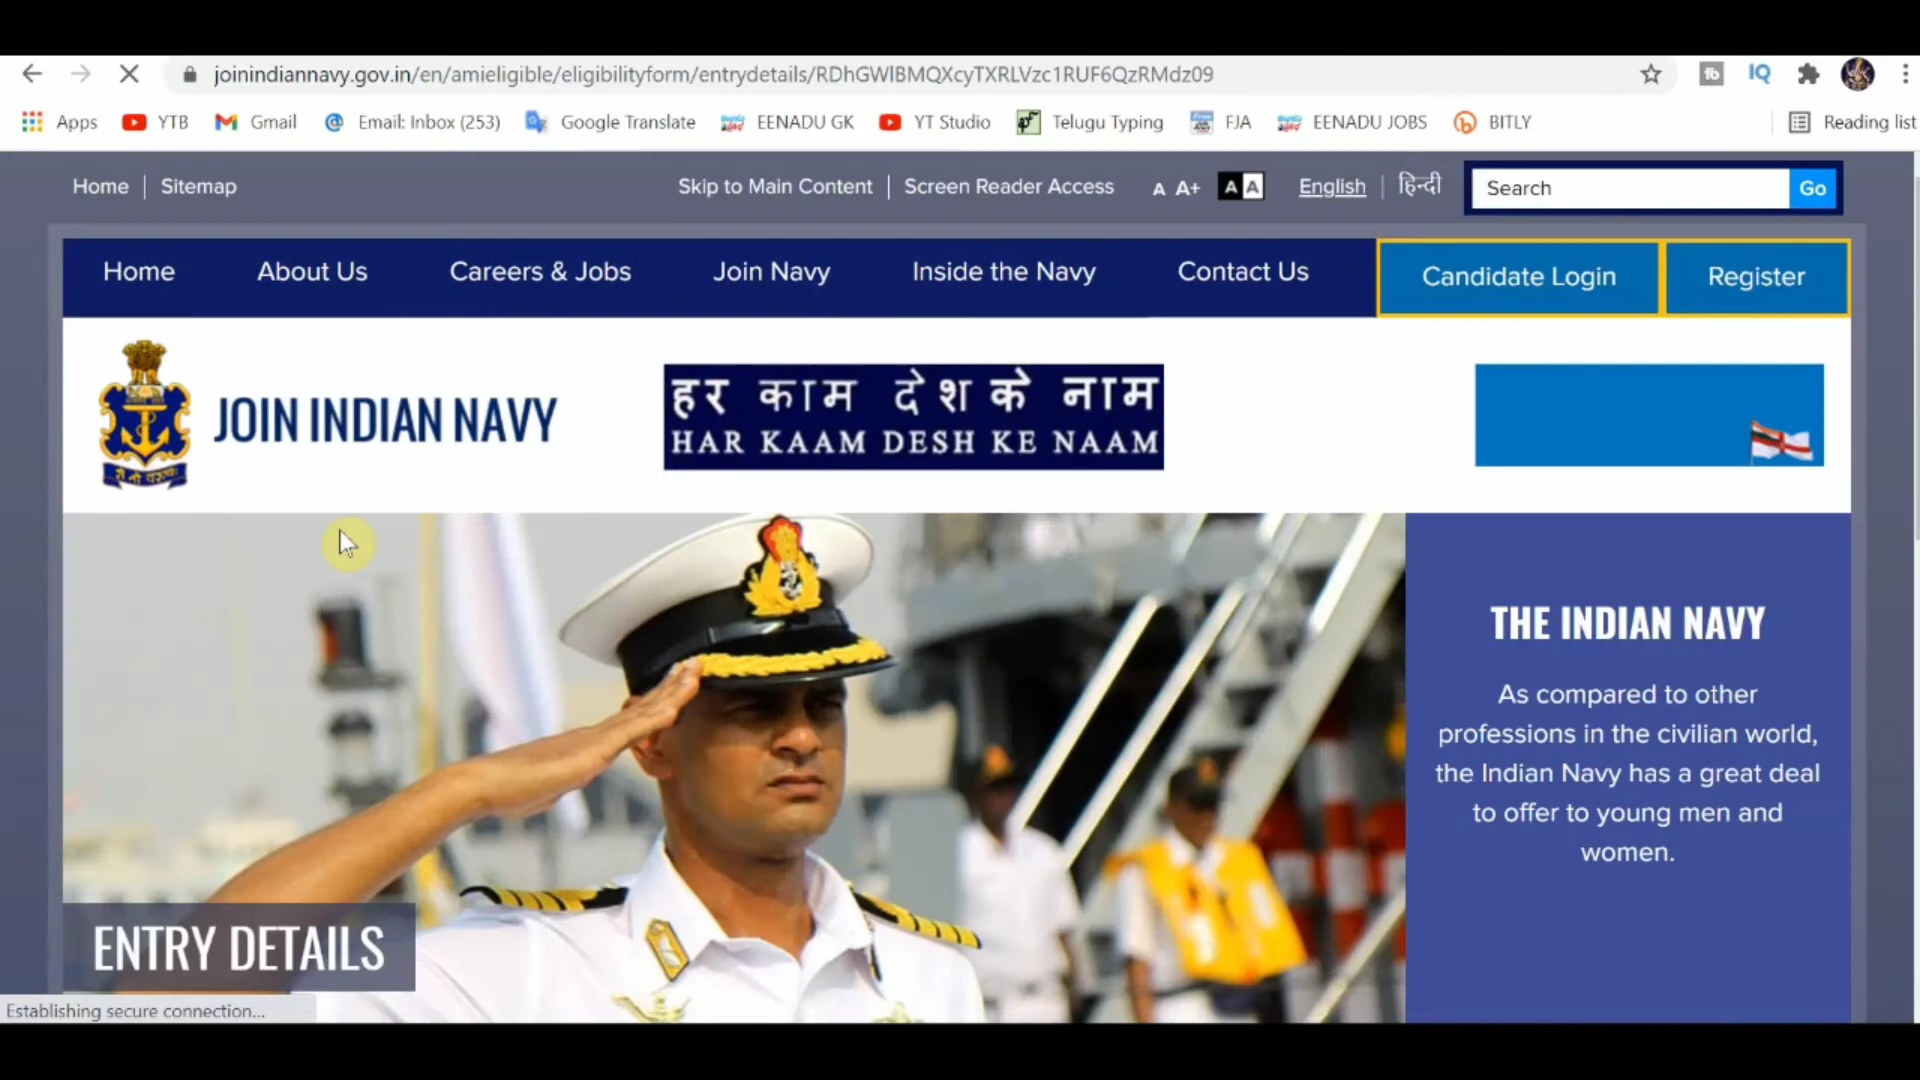 joinindiannavy.gov.in/en/amieligible/eligibilityform/entrydetails/RDhGWlBMQXcyTXRLVzc1RUF6QzRMdz09
Apps YTB Gmail Email: Inbox (253) Google Translate EENADU GK YT Studio Telugu Typing FJA EENADU JOBS BITLY Reading list
Home | Sitemap Skip to Main Content | Screen Reader Access A A+ A A English | हिन्दी Search Go
Home About Us Careers & Jobs Join Navy Inside the Navy Contact Us Candidate Login Register
JOIN INDIAN NAVY
हर काम देश के नाम
HAR KAAM DESH KE NAAM
THE INDIAN NAVY
As compared to other
professions in the civilian world,
the Indian Navy has a great deal
to offer to young men and
women.
ENTRY DETAILS
Establishing secure connection...